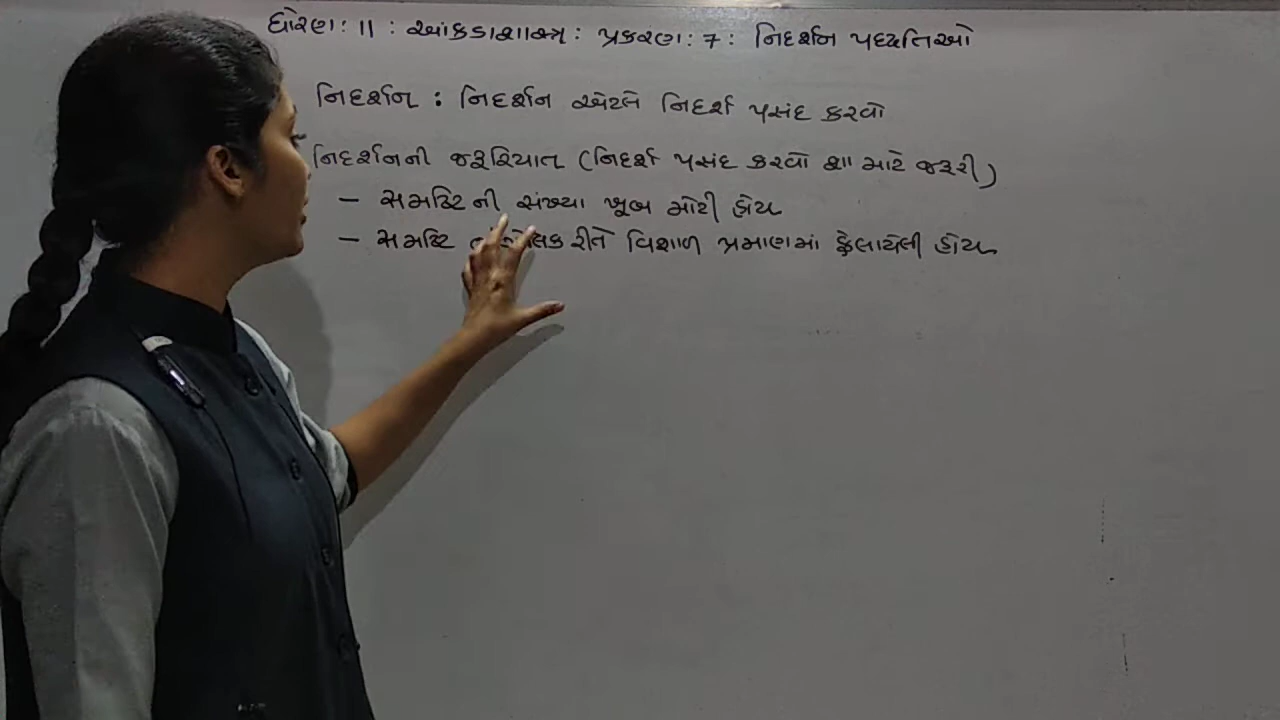 ધોરણ: 11 : આંકડાશાસ્ત્ર: પ્રકરણ: 7: નિદર્શન પધ્ધતિઓ
નિદર્શન : નિદર્શન એટલે નિદર્શ પસંદ કરવો
નિદર્શનની જરૂરિયાત (નિદર્શ પસંદ કરવો શા માટે જરૂરી)
- સમષ્ટિની સંખ્યા ખૂબ મોટી હોય
- સમષ્ટિ રીતે વિશાળ પ્રમાણમાં ફેલાયેલી હોય